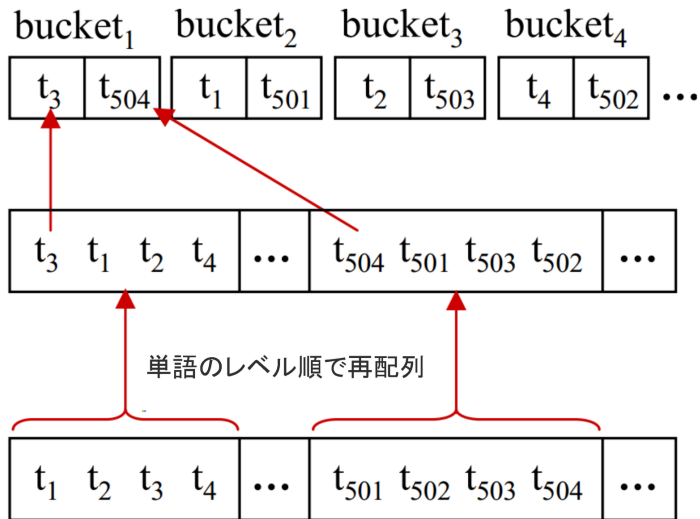 bucket₁ bucket₂ bucket₃ bucket₄
t₃ t₅₀₄ t₁ t₅₀₁ t₂ t₅₀₃ t₄ t₅₀₂ ...
t₃ t₁ t₂ t₄ ... t₅₀₄ t₅₀₁ t₅₀₃ t₅₀₂ ...
単語のレベル順で再配列
t₁ t₂ t₃ t₄ ... t₅₀₁ t₅₀₂ t₅₀₃ t₅₀₄ ...